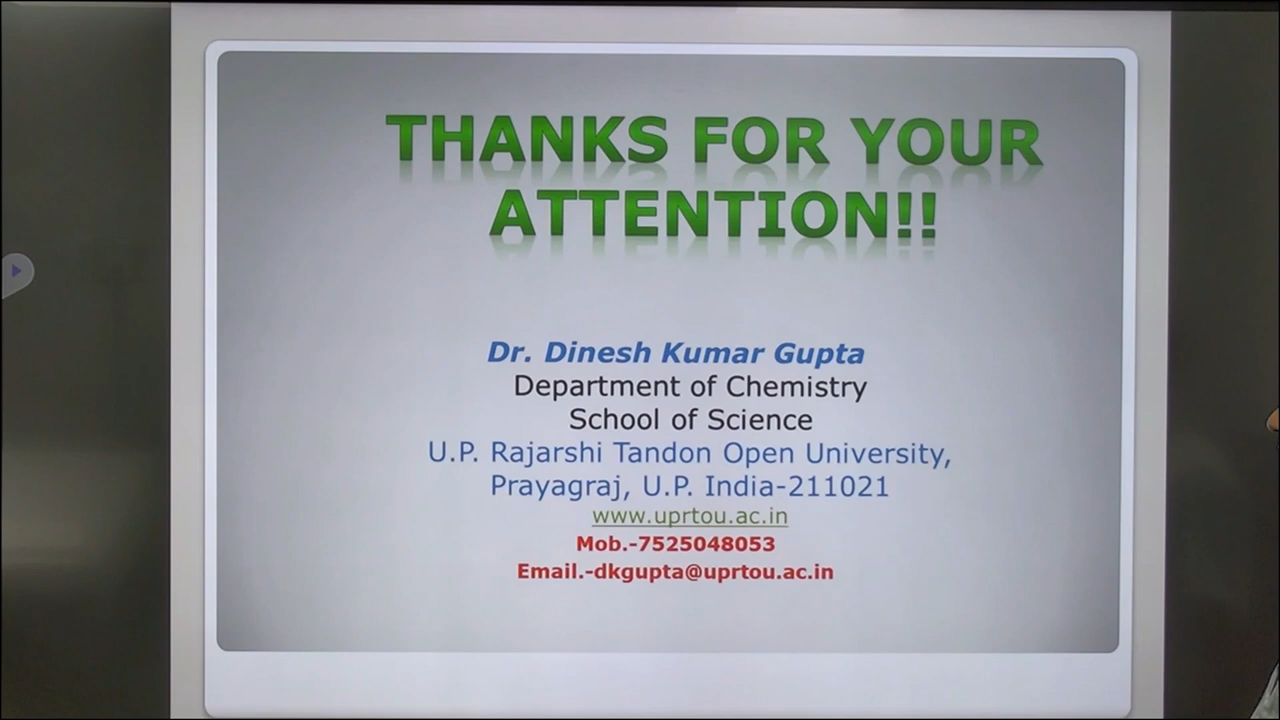 THANKS FOR YOUR
ATTENTION!!
Dr. Dinesh Kumar Gupta
Department of Chemistry
School of Science
U.P. Rajarshi Tandon Open University,
Prayagraj, U.P. India-211021
www.uprtou.ac.in
Mob.-7525048053
Email.-dkgupta@uprtou.ac.in